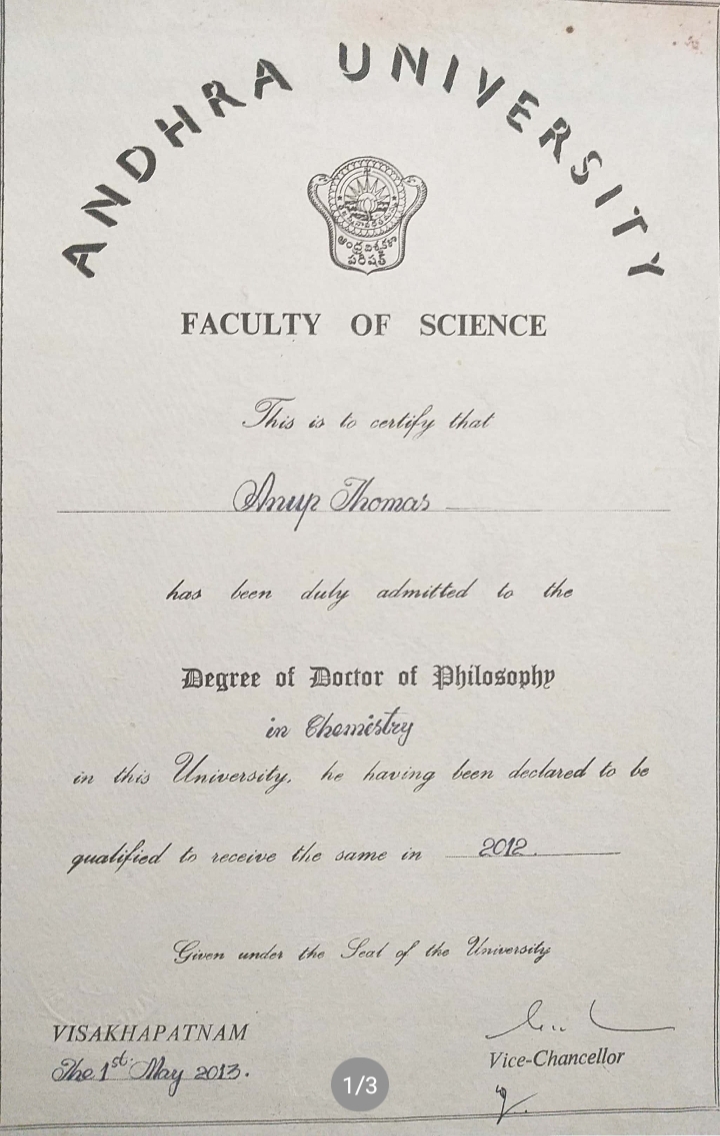 ANDHRA UNIVERSITY
ఆంధ్ర విశ్వకళా
పరిషత్
FACULTY OF SCIENCE
This is to certify that
Anup Thomas
has been duly admitted to the
Degree of Doctor of Philosophy
in Chemistry
in this University, he having been declared to be
qualified to receive the same in 2012.
Given under the Seal of the University
VISAKHAPATNAM
The 1st May 2013.
Vice-Chancellor
1/3